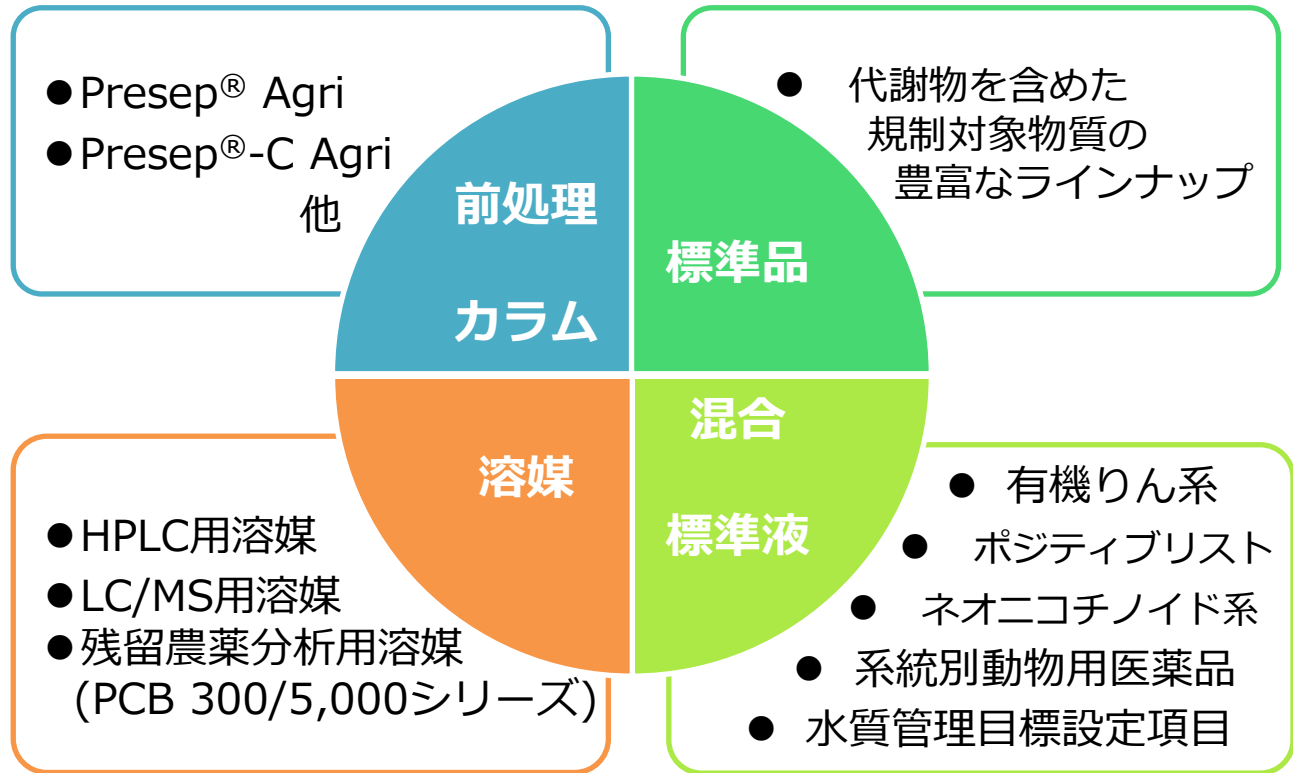 ●Presep® Agri
●Presep®-C Agri
他
前処理
カラム
● 代謝物を含めた
規制対象物質の
豊富なラインナップ
標準品
溶媒
●HPLC用溶媒
●LC/MS用溶媒
●残留農薬分析用溶媒
(PCB 300/5,000シリーズ)
混合
標準液
● 有機りん系
● ポジティブリスト
● ネオニコチノイド系
● 系統別動物用医薬品
● 水質管理目標設定項目